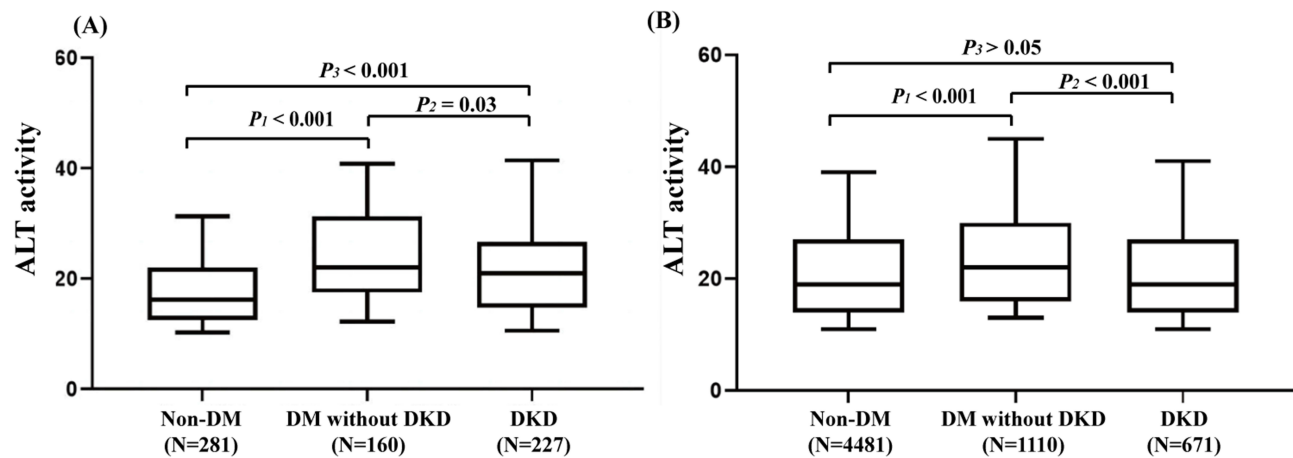 (A)
60
40
20
0
ALT activity
P3 < 0.001
P2 = 0.03
P1 < 0.001
Non-DM
(N=281)
DM without DKD
(N=160)
DKD
(N=227)
(B)
60
40
20
0
ALT activity
P3 > 0.05
P2 < 0.001
P1 < 0.001
Non-DM
(N=4481)
DM without DKD
(N=1110)
DKD
(N=671)